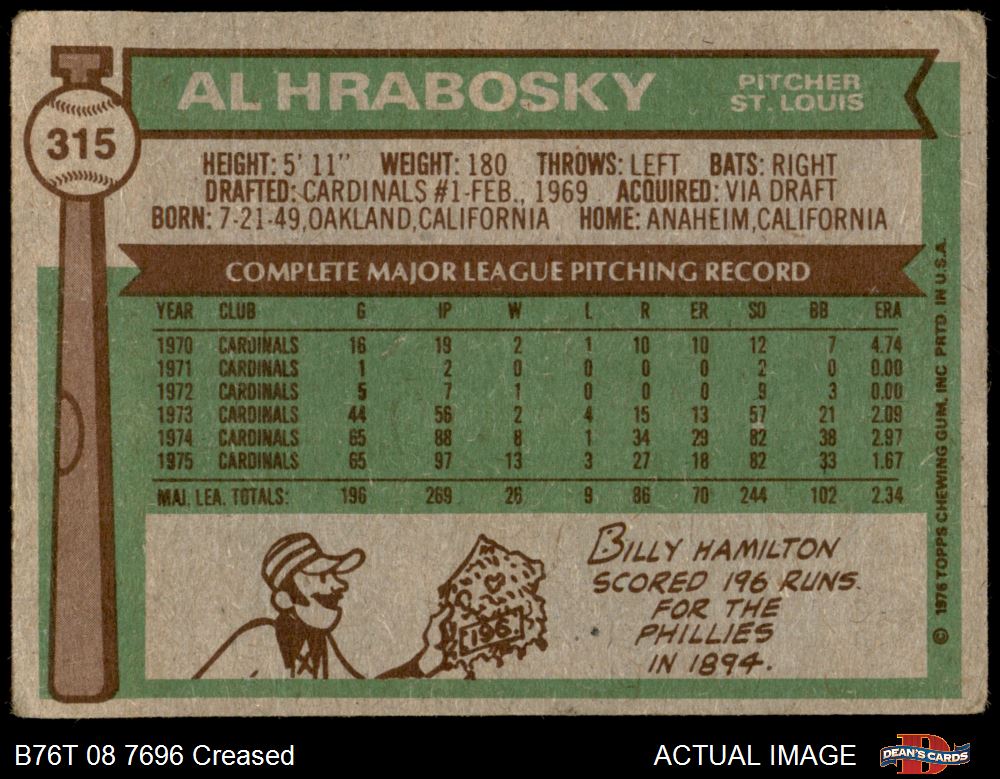 315
AL HRABOSKY
PITCHER
ST. LOUIS
HEIGHT: 5' 11" WEIGHT: 180 THROWS: LEFT BATS: RIGHT
DRAFTED: CARDINALS #1-FEB., 1969 ACQUIRED: VIA DRAFT
BORN: 7-21-49, OAKLAND, CALIFORNIA HOME: ANAHEIM, CALIFORNIA
COMPLETE MAJOR LEAGUE PITCHING RECORD
YEAR CLUB G IP W L R ER SO BB ERA
1970 CARDINALS 16 19 2 1 10 10 12 7 4.74
1971 CARDINALS 1 2 0 0 0 0 2 0 0.00
1972 CARDINALS 5 7 1 0 0 0 9 3 0.00
1973 CARDINALS 44 56 2 4 15 13 57 21 2.09
1974 CARDINALS 65 88 8 1 34 29 82 38 2.97
1975 CARDINALS 65 97 13 3 27 18 82 33 1.67
MAJ. LEA. TOTALS: 196 269 26 9 86 70 244 102 2.34
196
BILLY HAMILTON
SCORED 196 RUNS
FOR THE
PHILLIES
IN 1894.
© 1976 TOPPS CHEWING GUM, INC PRTD. IN U.S.A.
B76T 08 7696 Creased
ACTUAL IMAGE
DEAN'S CARDS